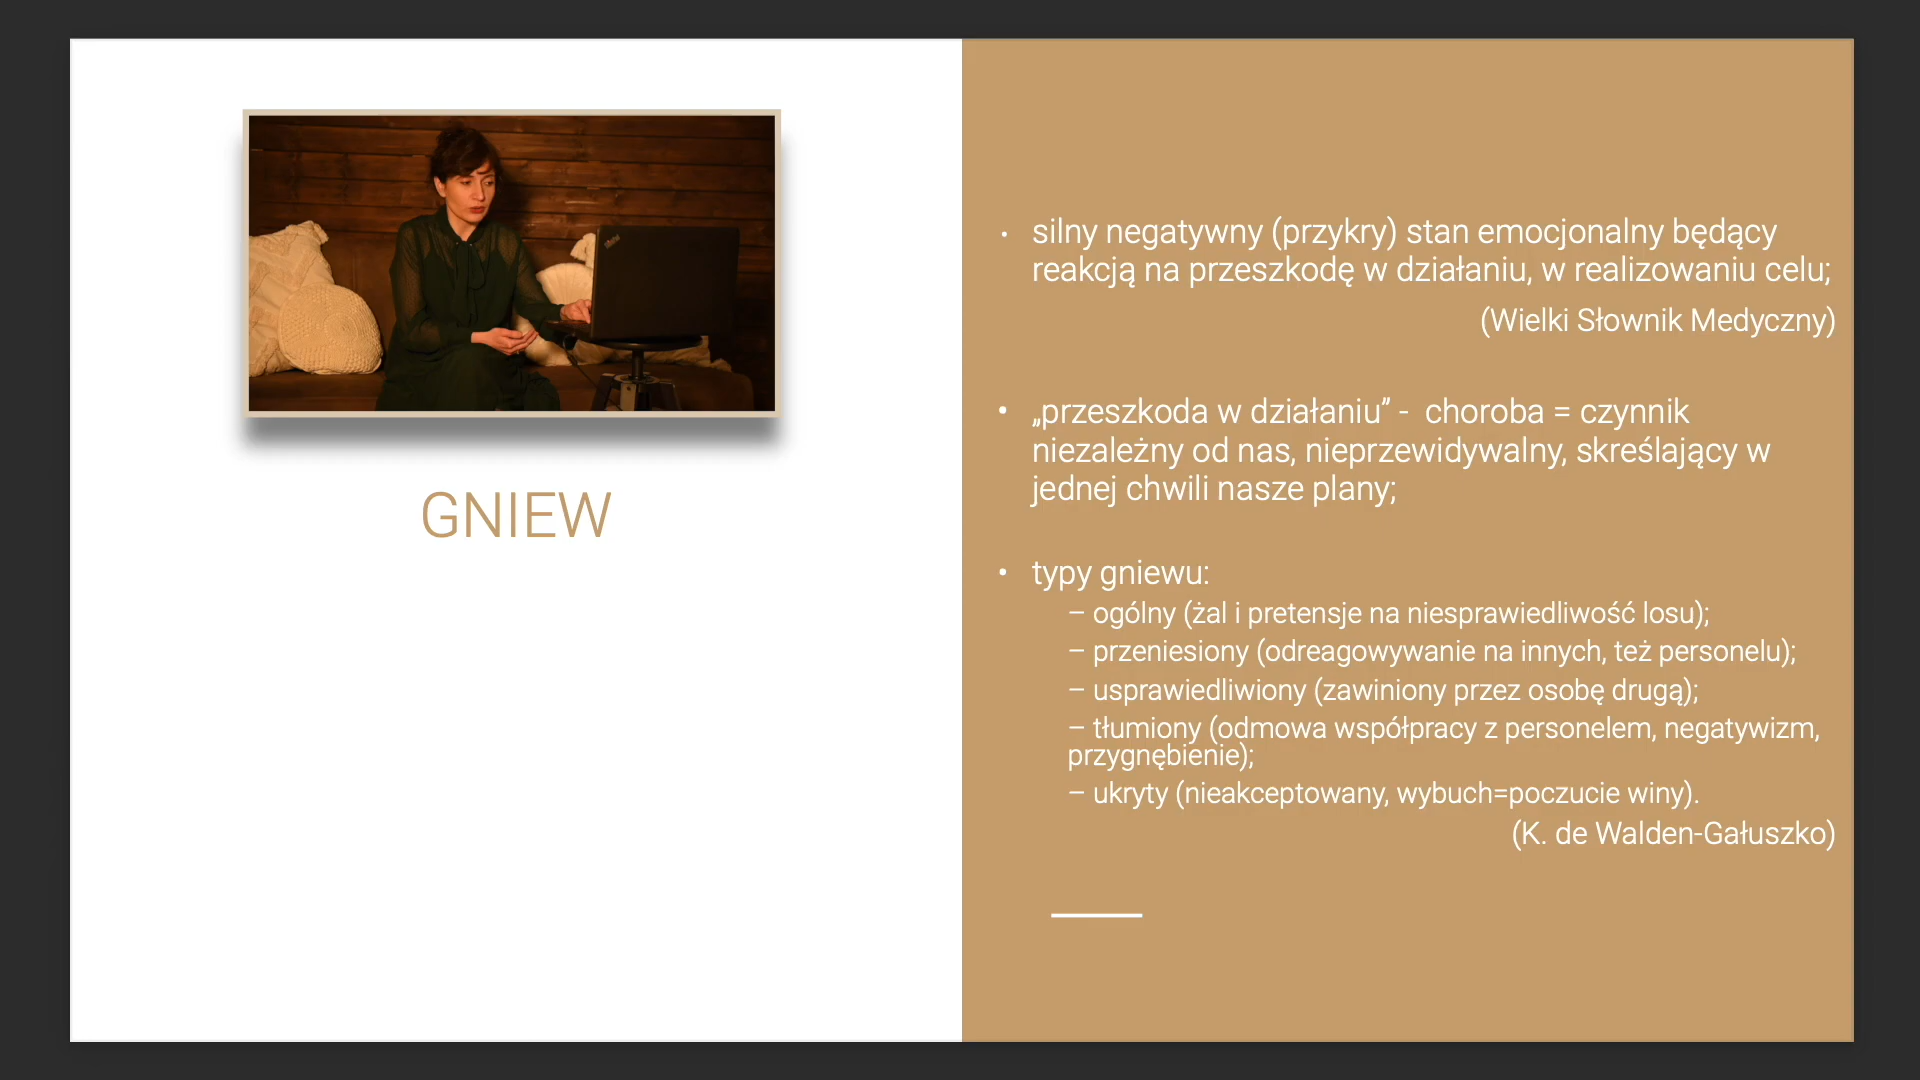 GNIEW
• silny negatywny (przykry) stan emocjonalny będący
reakcją na przeszkodę w działaniu, w realizowaniu celu;
(Wielki Słownik Medyczny)
• „przeszkoda w działaniu” - choroba = czynnik
niezależny od nas, nieprzewidywalny, skreślający w
jednej chwili nasze plany;
• typy gniewu:
– ogólny (żal i pretensje na niesprawiedliwość losu);
– przeniesiony (odreagowywanie na innych, też personelu);
– usprawiedliwiony (zawiniony przez osobę drugą);
– tłumiony (odmowa współpracy z personelem, negatywizm,
przygnębienie);
– ukryty (nieakceptowany, wybuch=poczucie winy).
(K. de Walden-Gałuszko)